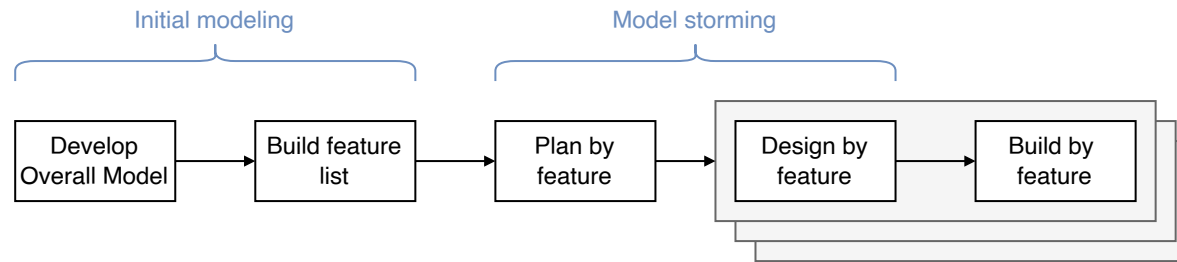 Initial modeling
Model storming
Develop
Overall Model
Build feature
list
Plan by
feature
Design by
feature
Build by
feature